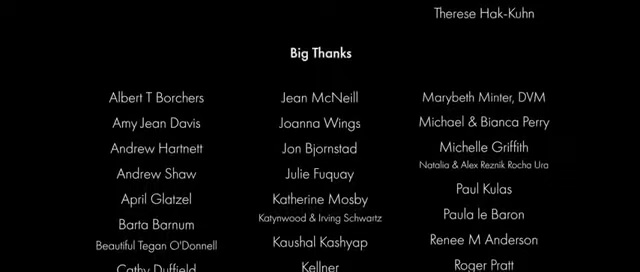 Therese Hak-Kuhn
Big Thanks
Albert T Borchers
Amy Jean Davis
Andrew Hartnett
Andrew Shaw
April Glatzel
Barta Barnum
Beautiful Tegan O'Donnell
Cathy Duffield
Jean McNeill
Joanna Wings
Jon Bjornstad
Julie Fuquay
Katherine Mosby
Katynwood & Irving Schwartz
Kaushal Kashyap
Kellner
Marybeth Minter, DVM
Michael & Bianca Perry
Michelle Griffith
Natalia & Alex Reznik Rocha Ura
Paul Kulas
Paula le Baron
Renee M Anderson
Roger Pratt